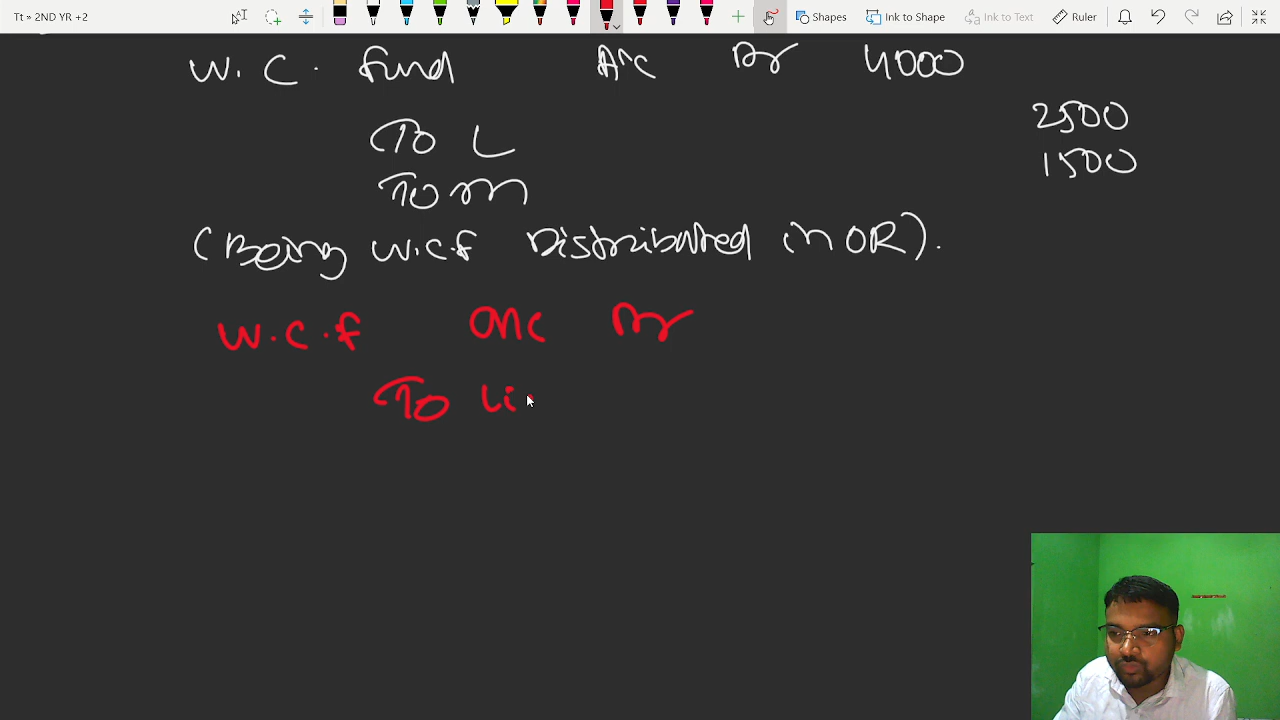 Tt » 2ND YR +2
Shapes
Ink to Shape
Ink to Text
Ruler
W. C. fund A/c Dr 4000
To L 2500
To m 1500
(Being W.C.f Distributed in OR).
W.C.f A/c Dr
To Li